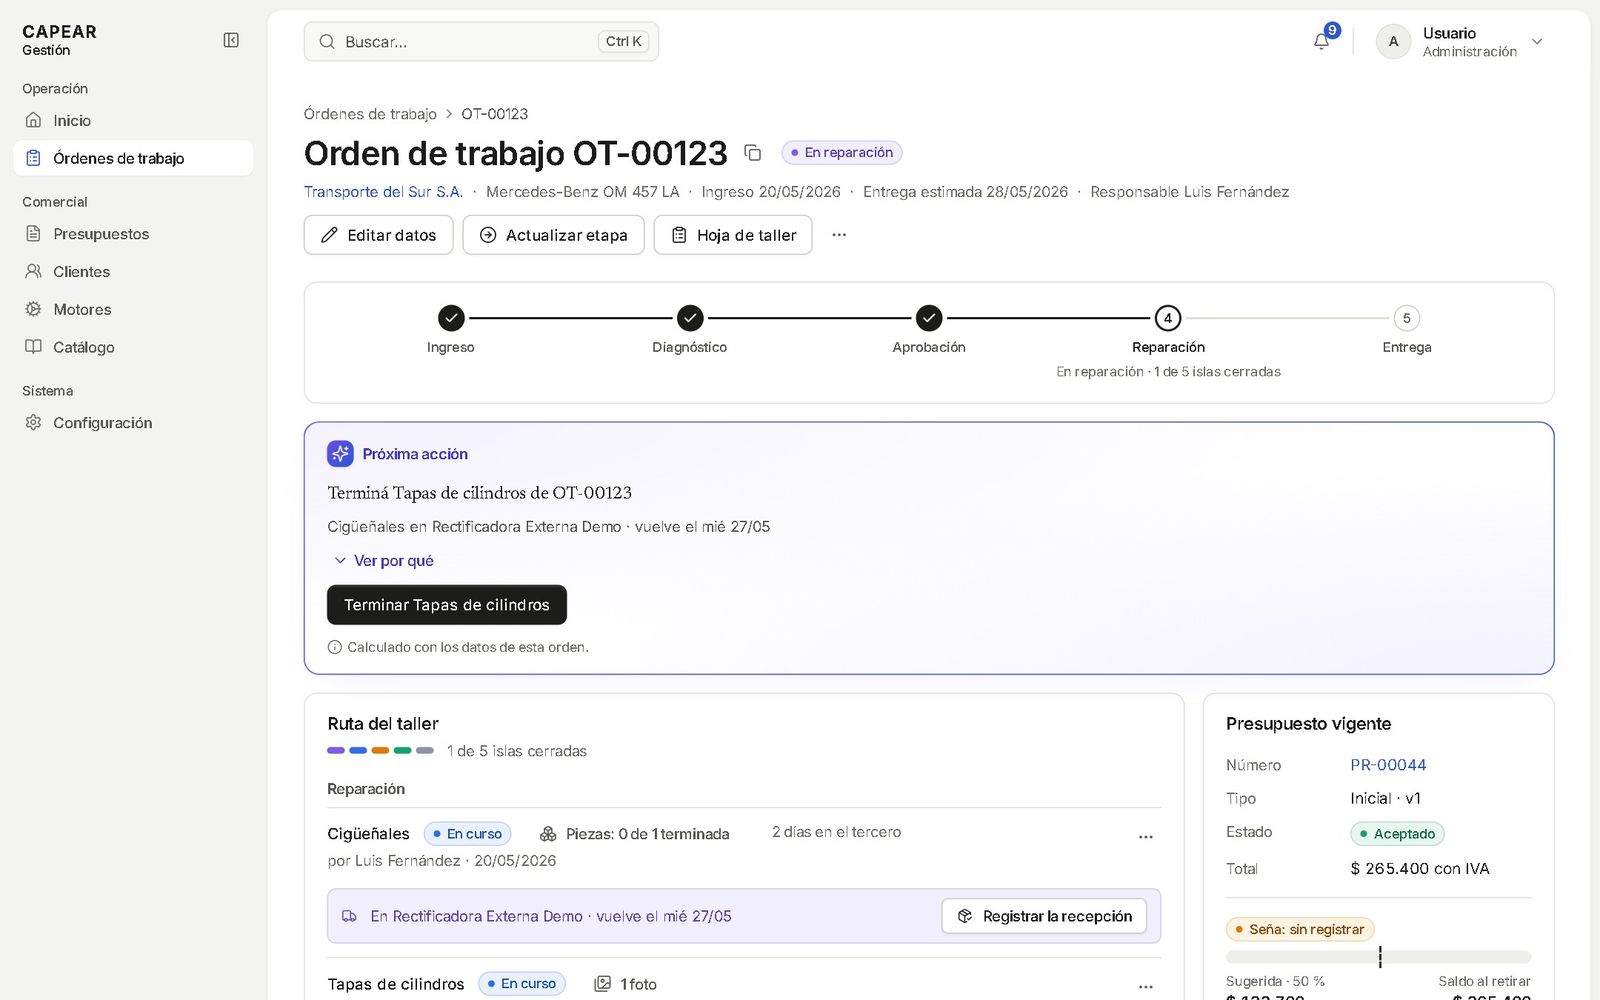 CAPEAR
Gestión
Operación
Inicio
Órdenes de trabajo
Comercial
Presupuestos
Clientes
Motores
Catálogo
Sistema
Configuración
Buscar...
Ctrl K
9
A
Usuario
Administración
Órdenes de trabajo > OT-00123
Orden de trabajo OT-00123
En reparación
Transporte del Sur S.A. · Mercedes-Benz OM 457 LA · Ingreso 20/05/2026 · Entrega estimada 28/05/2026 · Responsable Luis Fernández
Editar datos
Actualizar etapa
Hoja de taller
Ingreso
Diagnóstico
Aprobación
4
Reparación
En reparación · 1 de 5 islas cerradas
5
Entrega
Próxima acción
Terminá Tapas de cilindros de OT-00123
Cigüeñales en Rectificadora Externa Demo · vuelve el mié 27/05
Ver por qué
Terminar Tapas de cilindros
Calculado con los datos de esta orden.
Ruta del taller
1 de 5 islas cerradas
Reparación
Cigüeñales
En curso
Piezas: 0 de 1 terminada
2 días en el tercero
por Luis Fernández · 20/05/2026
En Rectificadora Externa Demo · vuelve el mié 27/05
Registrar la recepción
Tapas de cilindros
En curso
1 foto
Presupuesto vigente
Número PR-00044
Tipo Inicial · v1
Estado Aceptado
Total $ 265.400 con IVA
Seña: sin registrar
Sugerida · 50 % Saldo al retirar
$ 132.700 $ 265.400